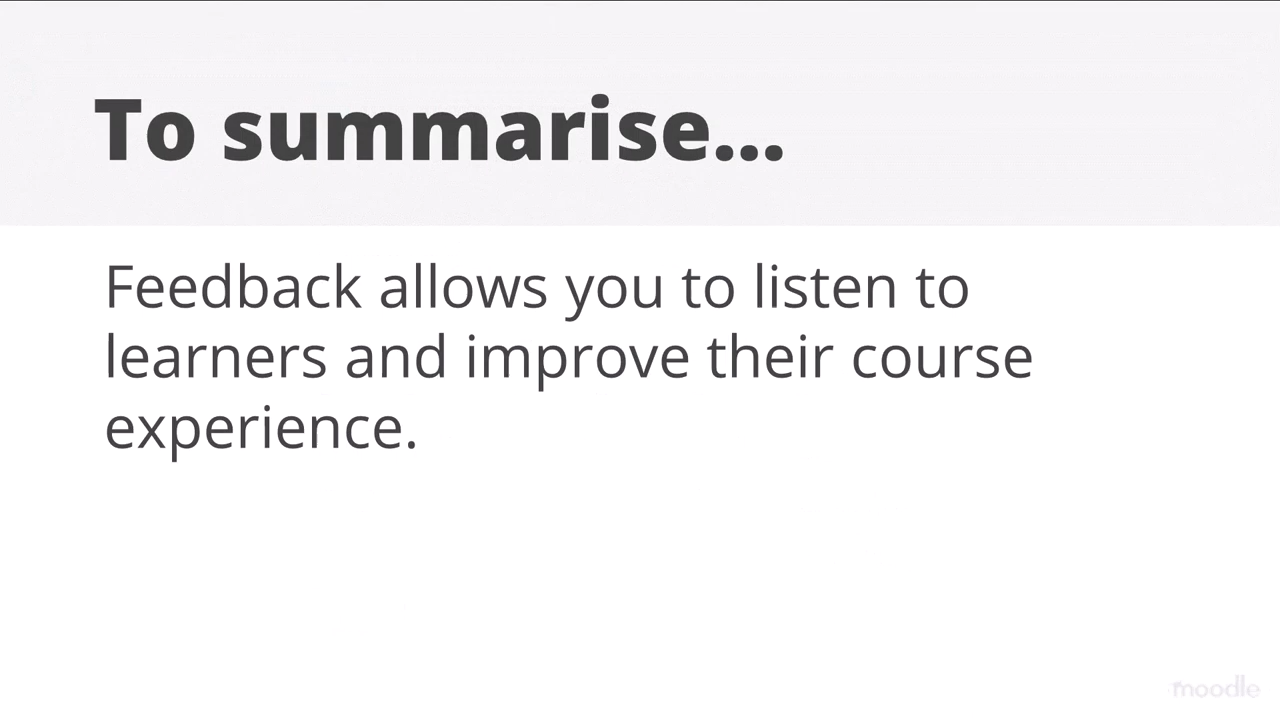 To summarise...
Feedback allows you to listen to
learners and improve their course
experience.
moodle